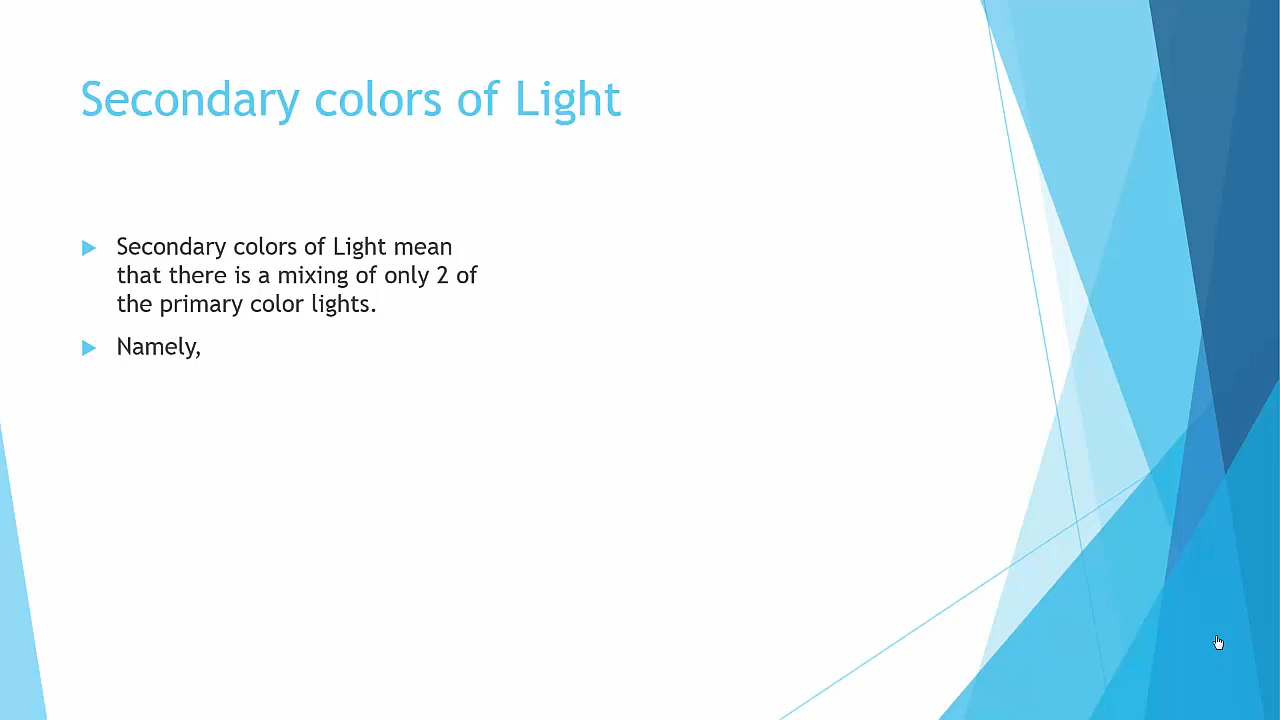 Secondary colors of Light
Secondary colors of Light mean
that there is a mixing of only 2 of
the primary color lights.
Namely,